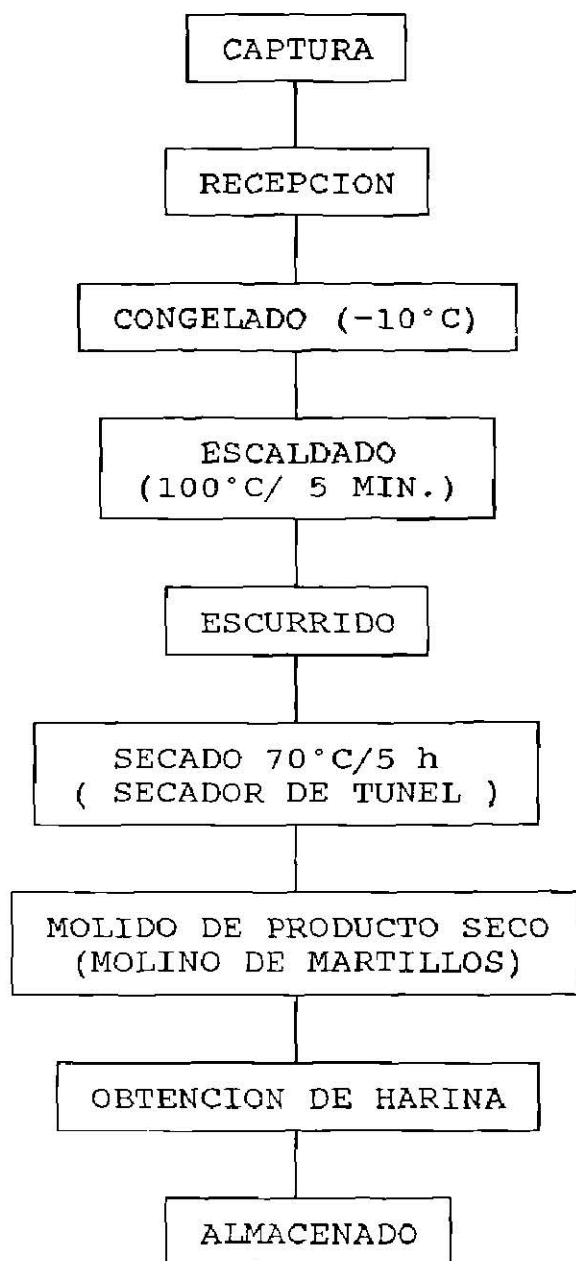 CAPTURA
RECEPCION
CONGELADO (-10°C)
ESCALDADO
(100°C/ 5 MIN.)
ESCURRIDO
SECADO 70°C/5 h
( SECADOR DE TUNEL )
MOLIDO DE PRODUCTO SECO
(MOLINO DE MARTILLOS)
OBTENCION DE HARINA
ALMACENADO